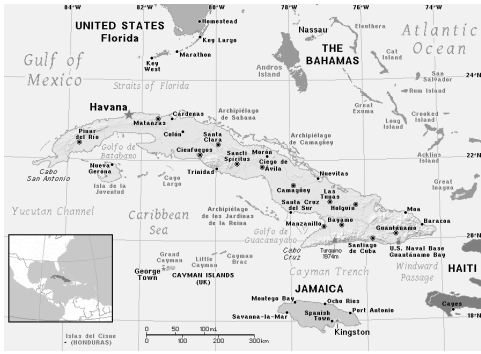 84°
82°
80°
78°
76°
74°
UNITED STATES
Florida
Homestead
Key Largo
Marathon
Key
West
Nassau
THE
BAHAMAS
Eleuthera
Cat
Island
Atlantic
Ocean
Andros
Island
San
Salvador
Rum Island
Great
Exuma
Long
Island
Crooked
Island
Acklins
Island
Great
Inagua
24°N
22°N
20°N
18°N
Gulf of
Mexico
Straits of Florida
Havana
Matanzas
Cárdenas
Archipiélago
de Sabana
Archipiélago
de Camagüey
Pinar
del Río
Golfo de
Batabano
Colón
Santa
Clara
Cienfuegos
Sancti
Spíritus
Morón
Ciego de
Ávila
Nuevitas
Cabo
San Antonio
Nueva
Gerona
Isla de la
Juventud
Cayo
Largo
Trinidad
Camagüey
Las
Tunas
Holguín
Santa Cruz
del Sur
Archipiélago
de los Jardines
de la Reina
Manzanillo
Bayamo
Moa
Baracoa
Guantánamo
Yucutan Channel
Caribbean
Sea
Golfo de
Guacanayabo
Cabo
Cruz
Turquino
1974m
Santiago
de Cuba
U.S. Naval Base
Guantánamo Bay
Windward
Passage
HAITI
Cayes
Grand
Cayman
Little
Cayman
Cayman
Brac
George
Town
CAYMAN ISLANDS
(UK)
Cayman Trench
JAMAICA
Montego Bay
Ocho Rios
Savanna-la-Mar
Spanish
Town
Port Antonio
Kingston
Islas del Cisne
(HONDURAS)
0 50 100mi
0 100 200 300km